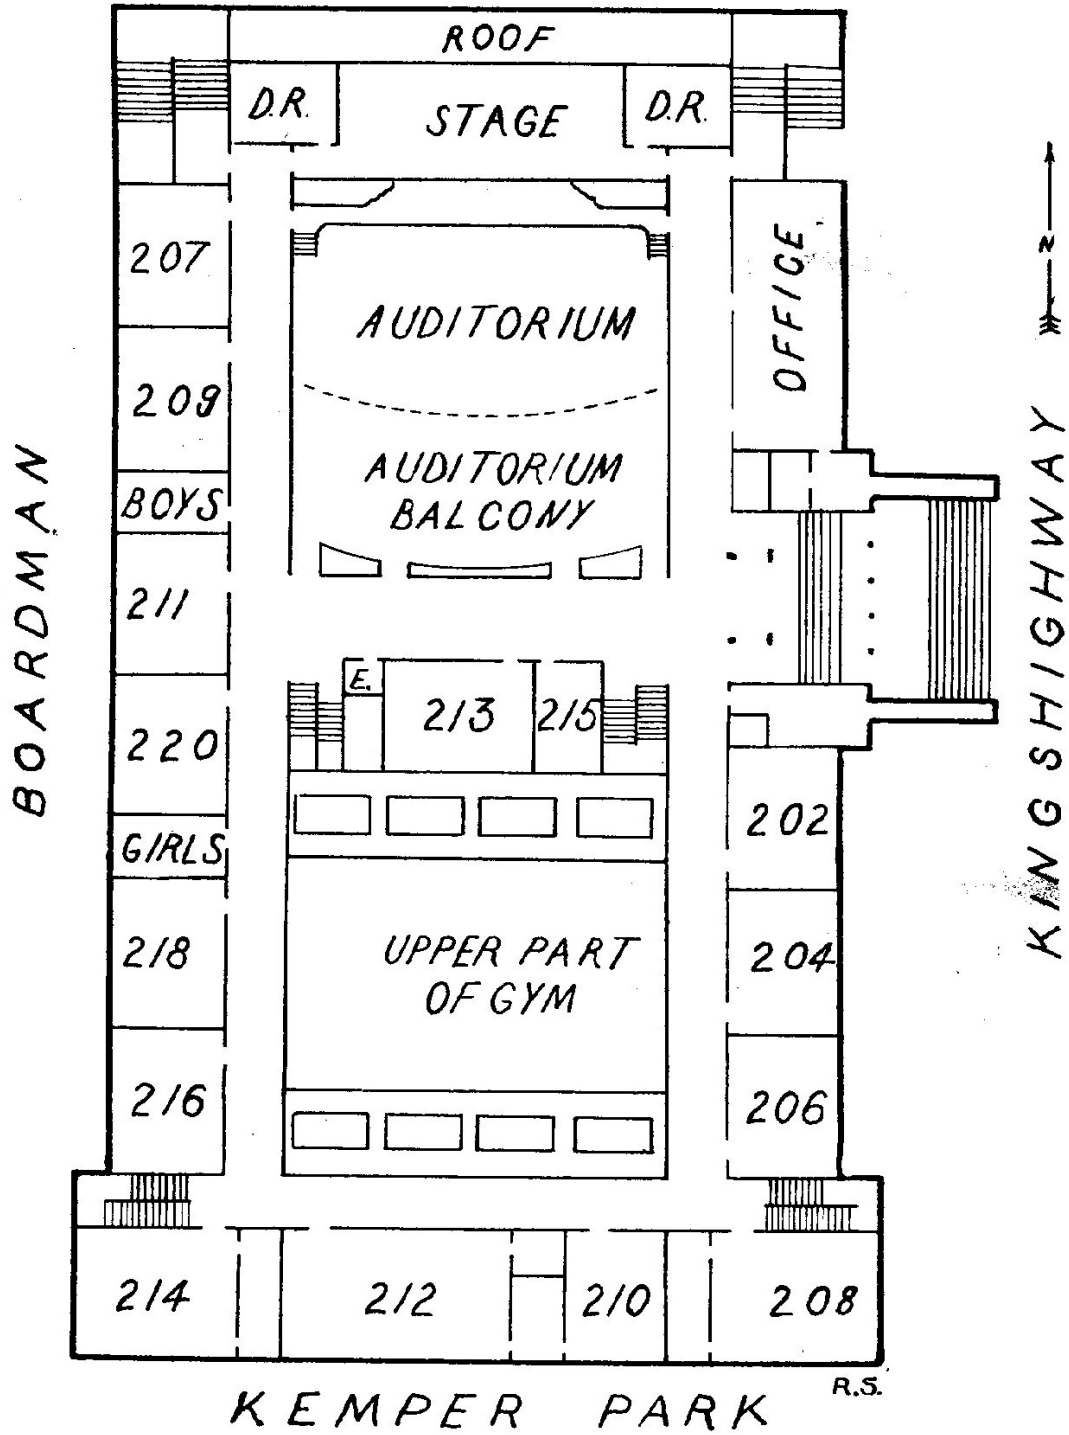 ROOF
D.R.
STAGE
D.R.
207
AUDITORIUM
OFFICE
N
209
AUDITORIUM
BALCONY
BOYS
211
BOARDMAN
KINGSHIGHWAY
E.
213
215
220
202
GIRLS
218
UPPER PART
OF GYM
204
216
206
214
212
210
208
R.S.
KEMPER PARK